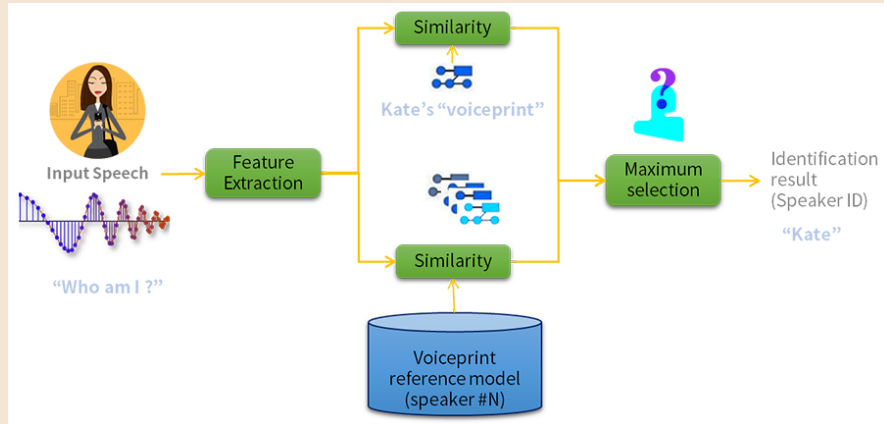 Similarity
Kate's "voiceprint"
Input Speech
Feature
Extraction
"Who am I ?"
?
Maximum
selection
Identification
result
(Speaker ID)
"Kate"
Similarity
Voiceprint
reference model
(speaker #N)